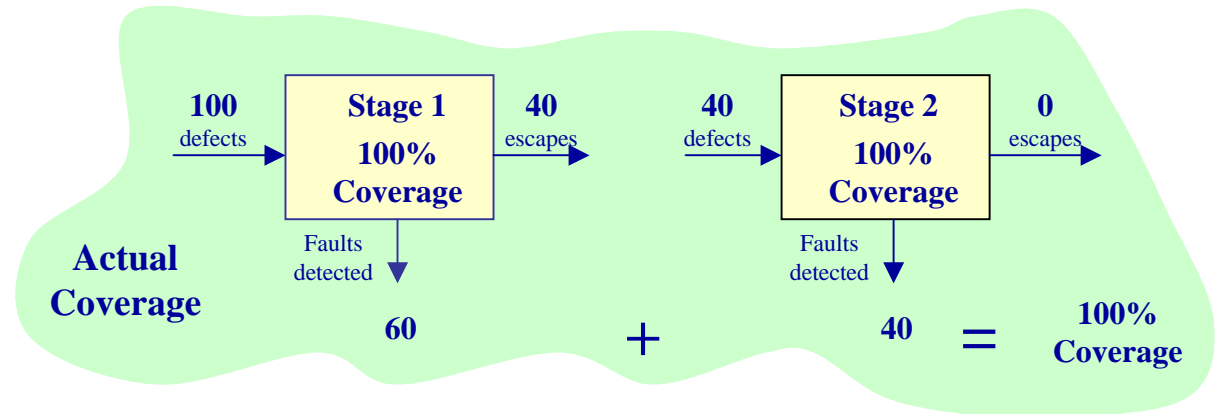 100
defects
Stage 1
100%
Coverage
40
escapes
Faults
detected
60
40
defects
Stage 2
100%
Coverage
0
escapes
Faults
detected
40
Actual
Coverage
+
=
100%
Coverage